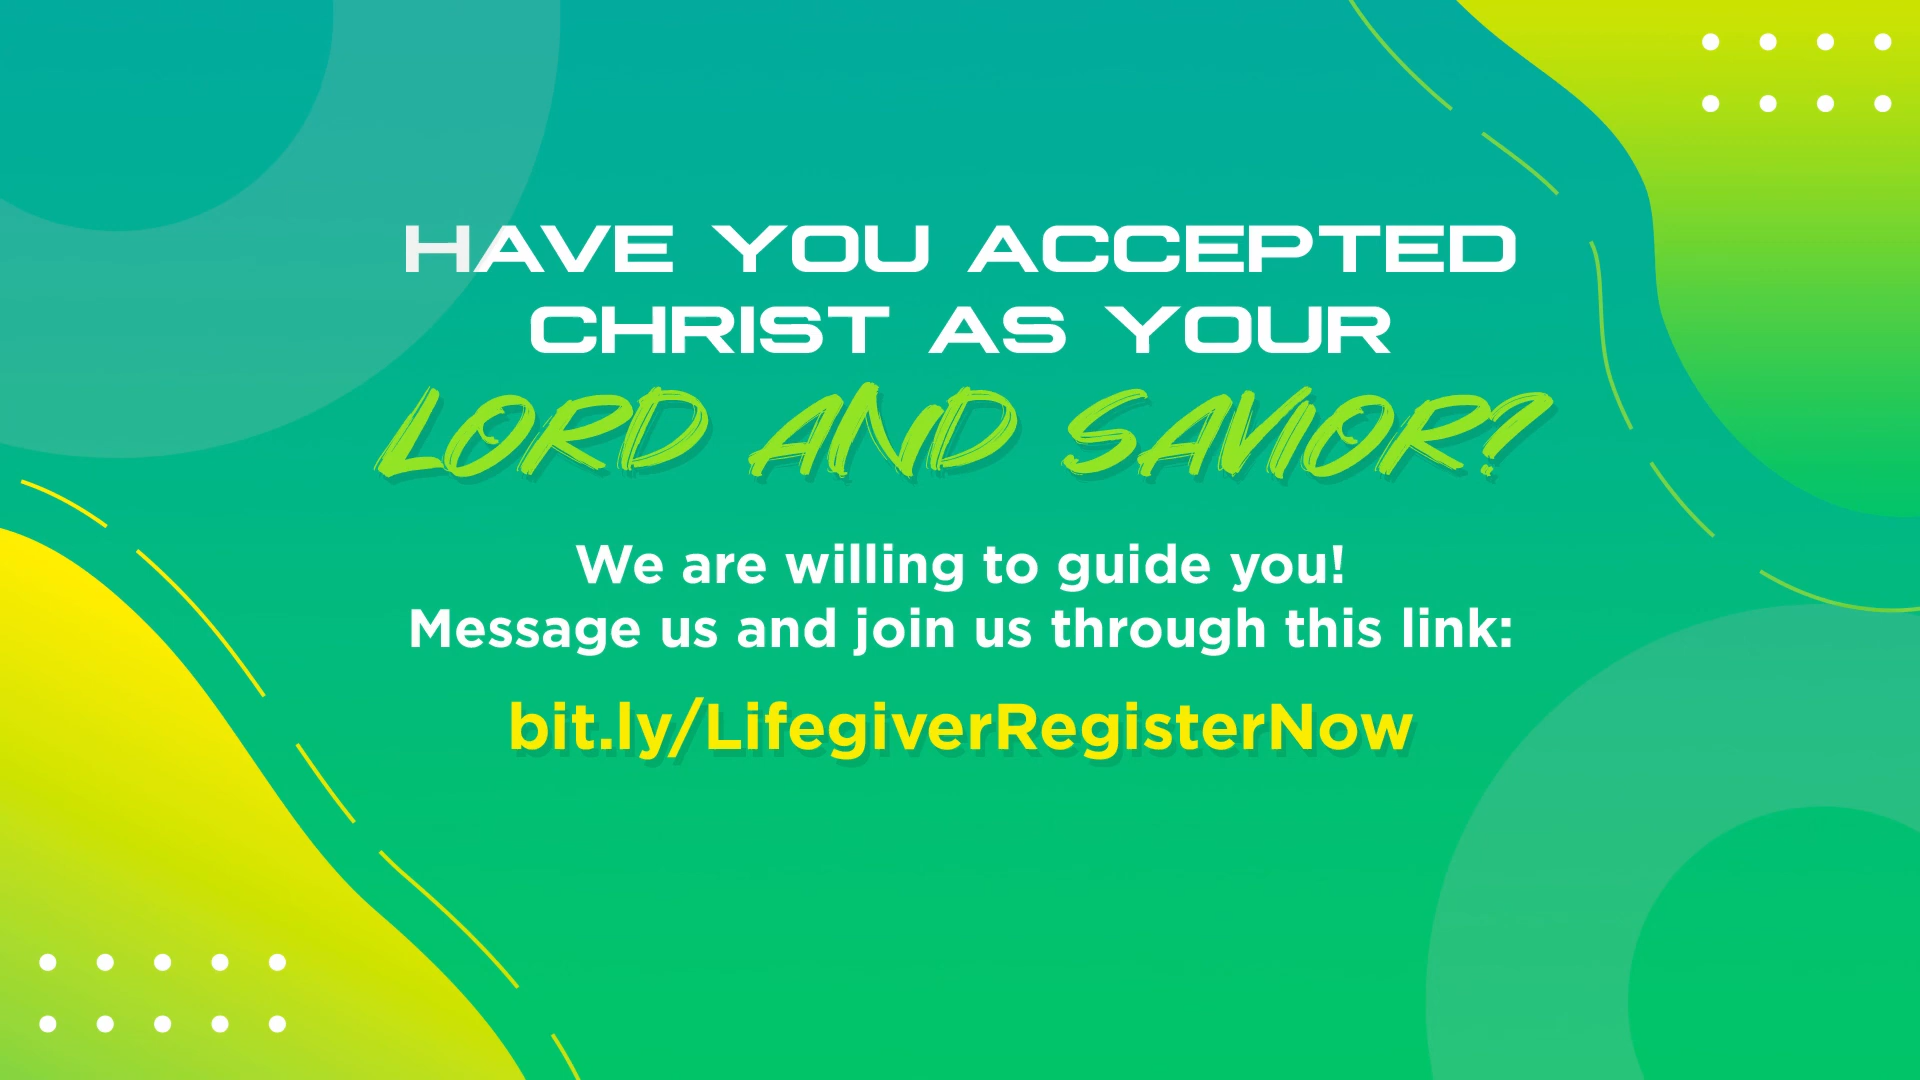 HAVE YOU ACCEPTED
CHRIST AS YOUR
LORD AND SAVIOR?
We are willing to guide you!
Message us and join us through this link:
bit.ly/LifegiverRegisterNow